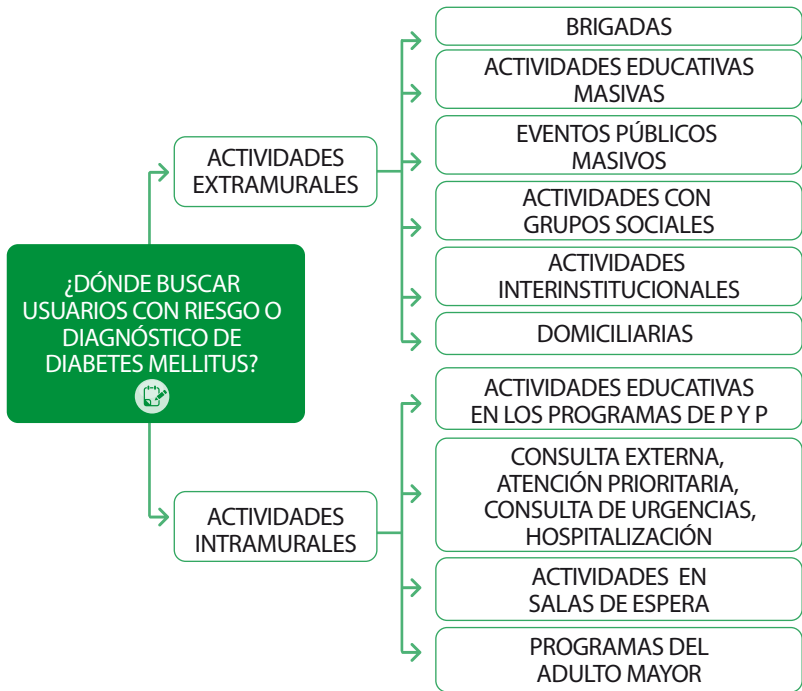 ¿DÓNDE BUSCAR
USUARIOS CON RIESGO O
DIAGNÓSTICO DE
DIABETES MELLITUS?
ACTIVIDADES
EXTRAMURALES
BRIGADAS
ACTIVIDADES EDUCATIVAS
MASIVAS
EVENTOS PÚBLICOS
MASIVOS
ACTIVIDADES CON
GRUPOS SOCIALES
ACTIVIDADES
INTERINSTITUCIONALES
DOMICILIARIAS
ACTIVIDADES
INTRAMURALES
ACTIVIDADES EDUCATIVAS
EN LOS PROGRAMAS DE P Y P
CONSULTA EXTERNA,
ATENCIÓN PRIORITARIA,
CONSULTA DE URGENCIAS,
HOSPITALIZACIÓN
ACTIVIDADES EN
SALAS DE ESPERA
PROGRAMAS DEL
ADULTO MAYOR